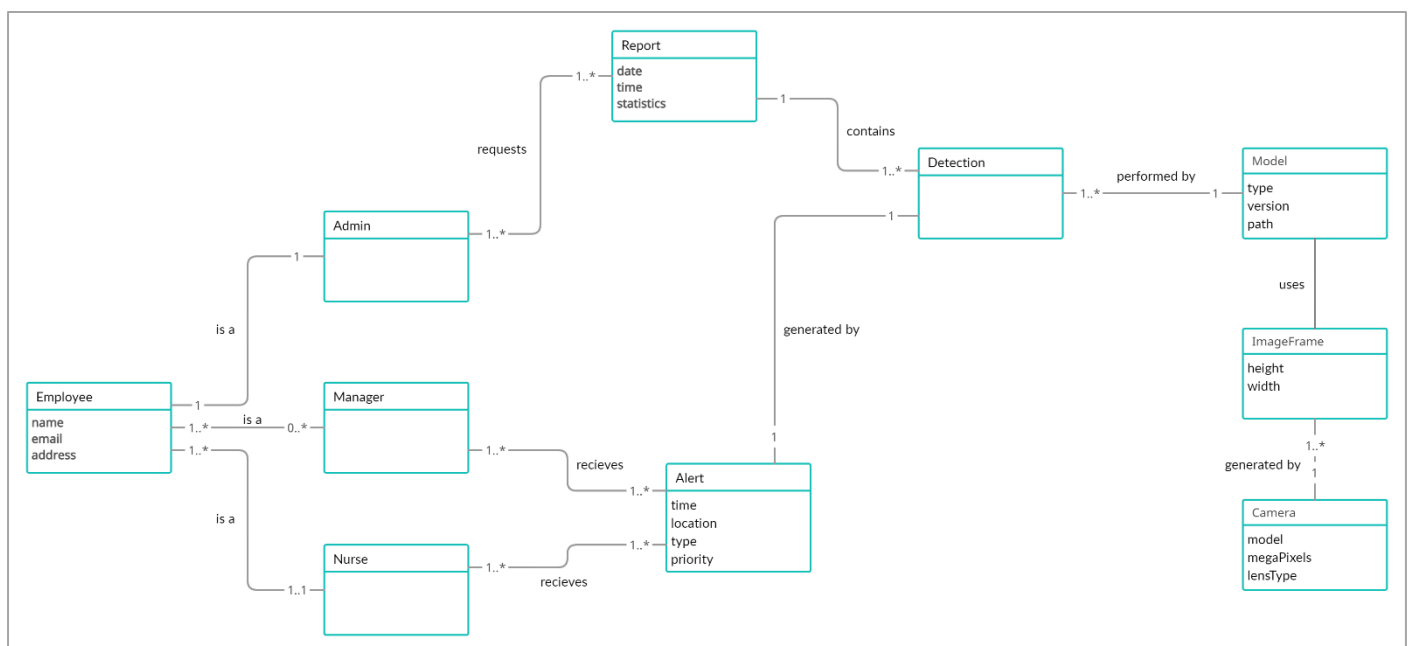 Report
date
time
statistics
1..*
1
requests
contains
1..*
Detection
1..*
performed by
1
Model
type
version
path
Admin
1..*
1
1
uses
is a
generated by
ImageFrame
height
width
Employee
name
email
address
1
1..*
is a
0..*
1..*
Manager
1..*
recieves
1..*
1
Alert
time
location
type
priority
1..*
generated by
1
Camera
model
megaPixels
lensType
is a
Nurse
1..*
recieves
1..*
1..1